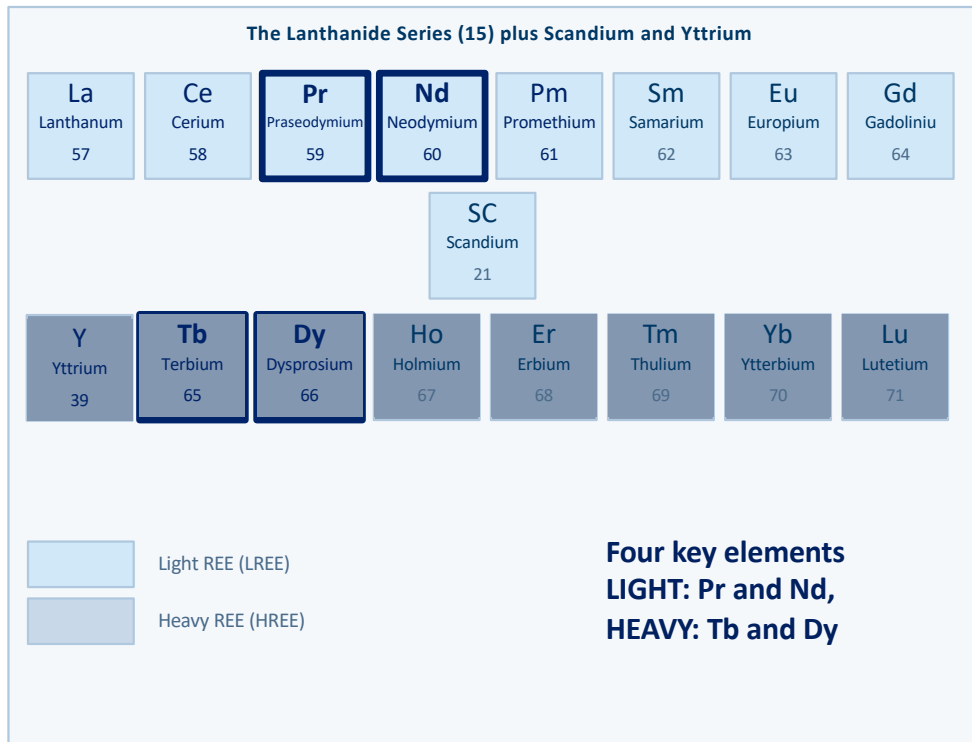 The Lanthanide Series (15) plus Scandium and Yttrium
La Ce Pr Nd Pm Sm Eu Gd
Lanthanum Cerium Praseodymium Neodymium Promethium Samarium Europium Gadoliniu
57 58 59 60 61 62 63 64
SC
Scandium
21
Y Tb Dy Ho Er Tm Yb Lu
Yttrium Terbium Dysprosium Holmium Erbium Thulium Ytterbium Lutetium
39 65 66 67 68 69 70 71
Light REE (LREE)
Heavy REE (HREE)
Four key elements
LIGHT: Pr and Nd,
HEAVY: Tb and Dy